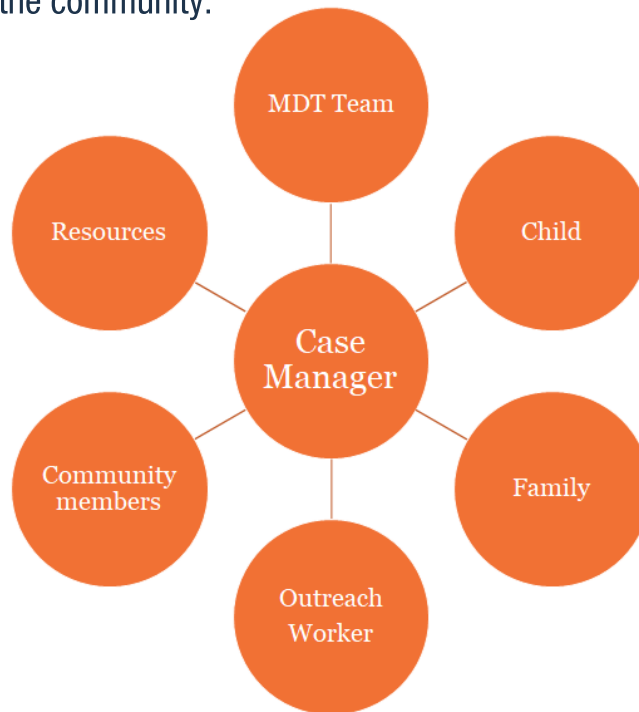 the community.
MDT Team
Resources
Child
Case
Manager
Community
members
Family
Outreach
Worker